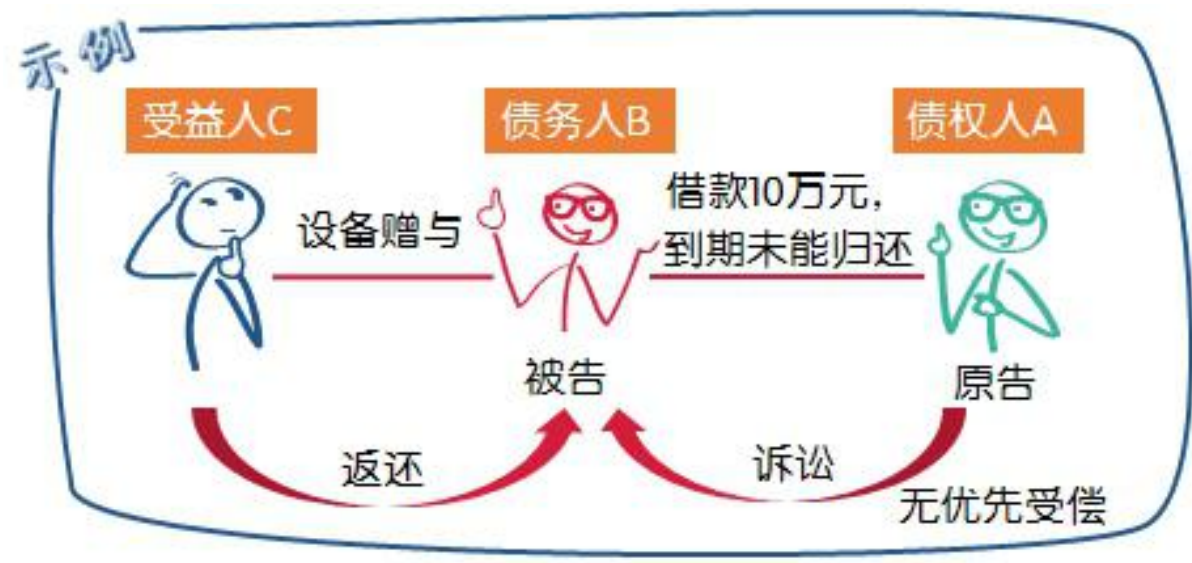 示例
受益人C
债务人B
债权人A
设备赠与
借款10万元，
到期未能归还
被告
原告
返还
诉讼
无优先受偿